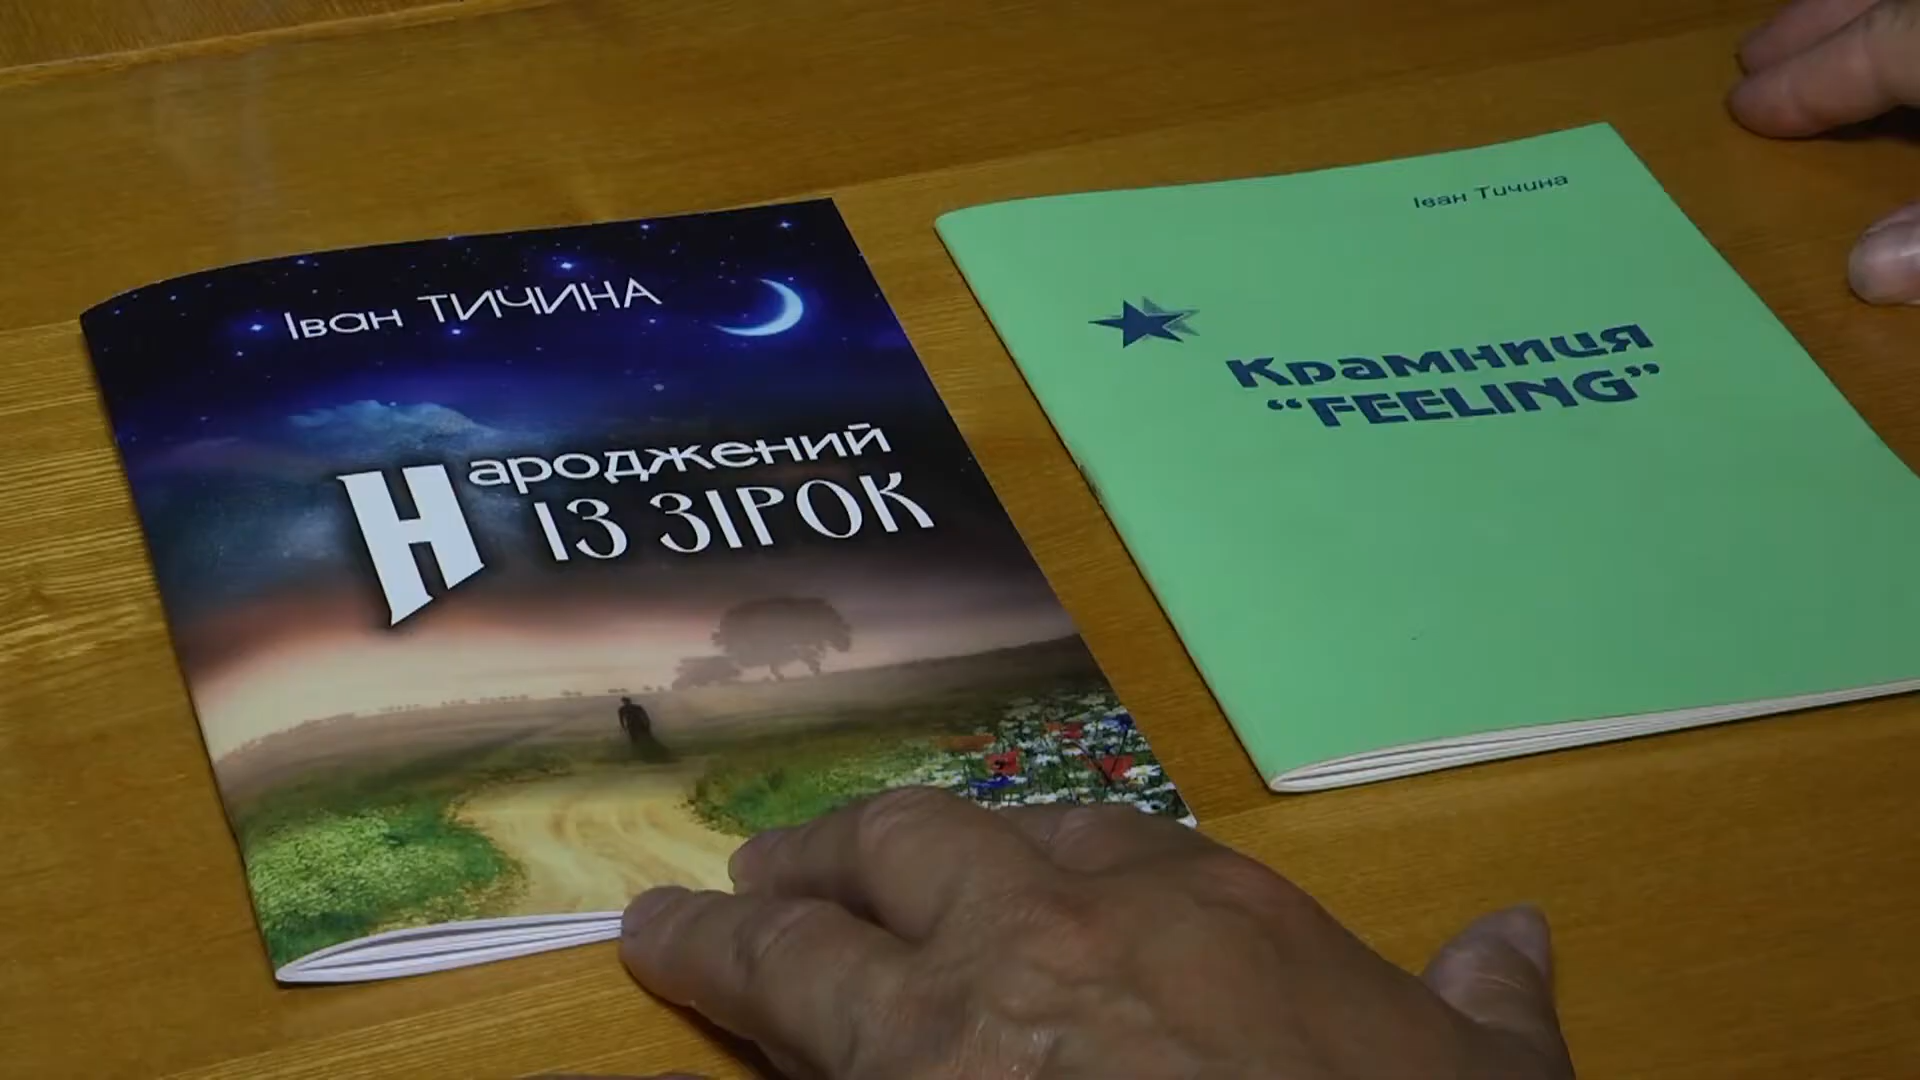 Іван ТИЧИНА
Народжений
ІЗ ЗІРОК
Іван Тичина
Крамниця
“FEELING”